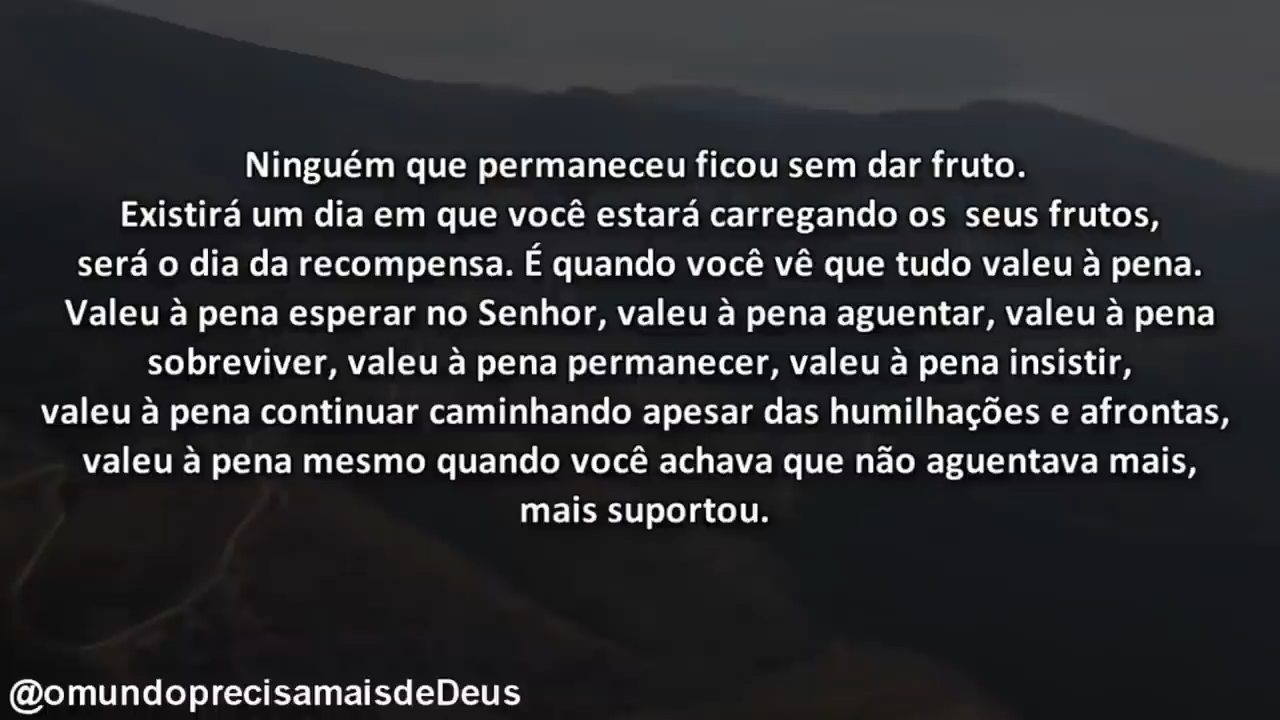 Ninguém que permaneceu ficou sem dar fruto.
Existirá um dia em que você estará carregando os  seus frutos,
será o dia da recompensa. É quando você vê que tudo valeu à pena.
Valeu à pena esperar no Senhor, valeu à pena aguentar, valeu à pena
sobreviver, valeu à pena permanecer, valeu à pena insistir,
valeu à pena continuar caminhando apesar das humilhações e afrontas,
valeu à pena mesmo quando você achava que não aguentava mais,
mais suportou.
@omundoprecisamaisdeDeus